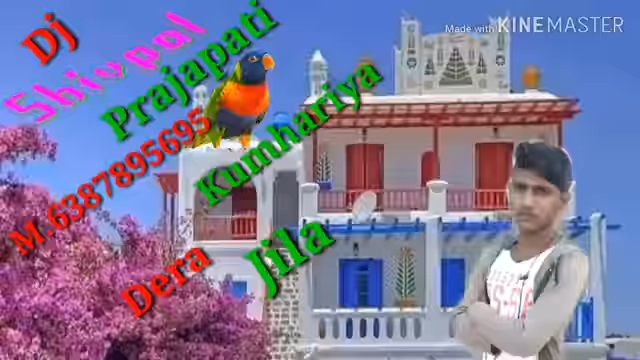 Made with KINEMASTER
Dj
Shivpal
Prajapati
M.6387895695
Kumhariya
Dera
Jila